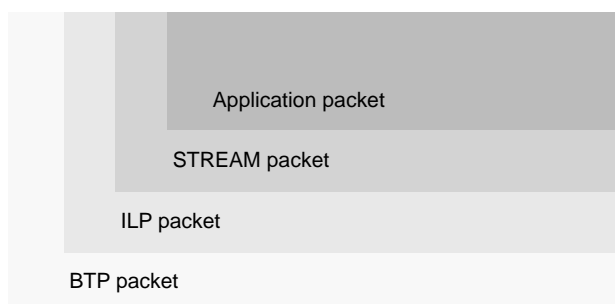 Application packet
STREAM packet
ILP packet
BTP packet